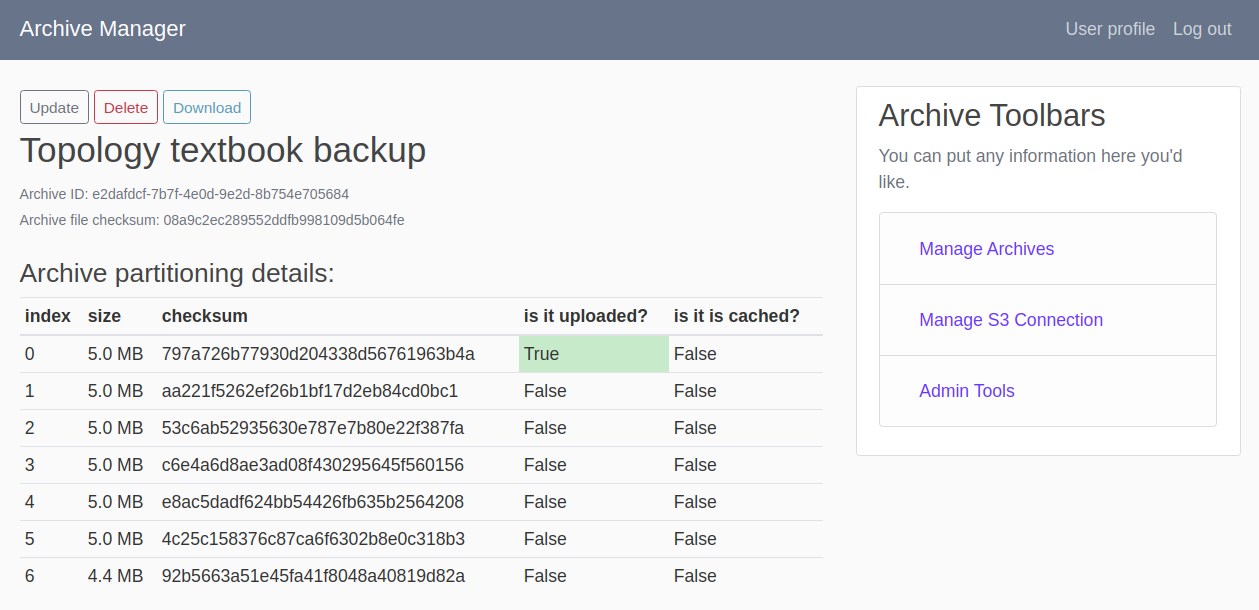 Archive Manager
User profile
Log out
Update
Delete
Download
Topology textbook backup
Archive ID: e2dafdcf-7b7f-4e0d-9e2d-8b754e705684
Archive file checksum: 08a9c2ec289552ddfb998109d5b064fe
Archive partitioning details:
index size checksum is it uploaded? is it is cached?
0 5.0 MB 797a726b77930d204338d56761963b4a True False
1 5.0 MB aa221f5262ef26b1bf17d2eb84cd0bc1 False False
2 5.0 MB 53c6ab52935630e787e7b80e22f387fa False False
3 5.0 MB c6e4a6d8ae3ad08f430295645f560156 False False
4 5.0 MB e8ac5dadf624bb54426fb635b2564208 False False
5 5.0 MB 4c25c158376c87ca6f6302b8e0c318b3 False False
6 4.4 MB 92b5663a51e45fa41f8048a40819d82a False False
Archive Toolbars
You can put any information here you'd
like.
Manage Archives
Manage S3 Connection
Admin Tools